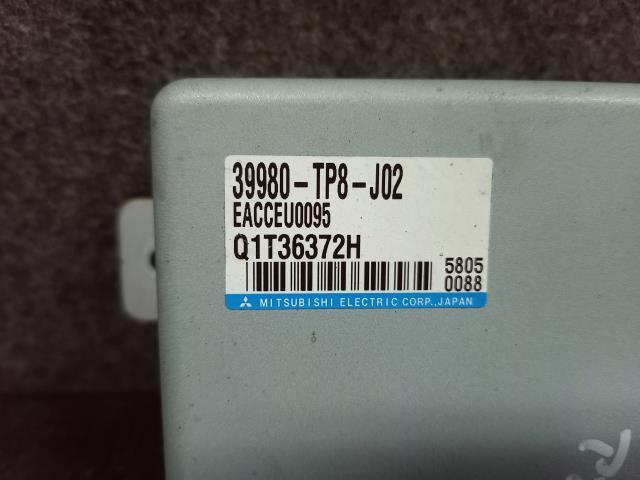 39980-TP8-J02
EACCEU0095
Q1T36372H
5805
0088
MITSUBISHI ELECTRIC CORP., JAPAN